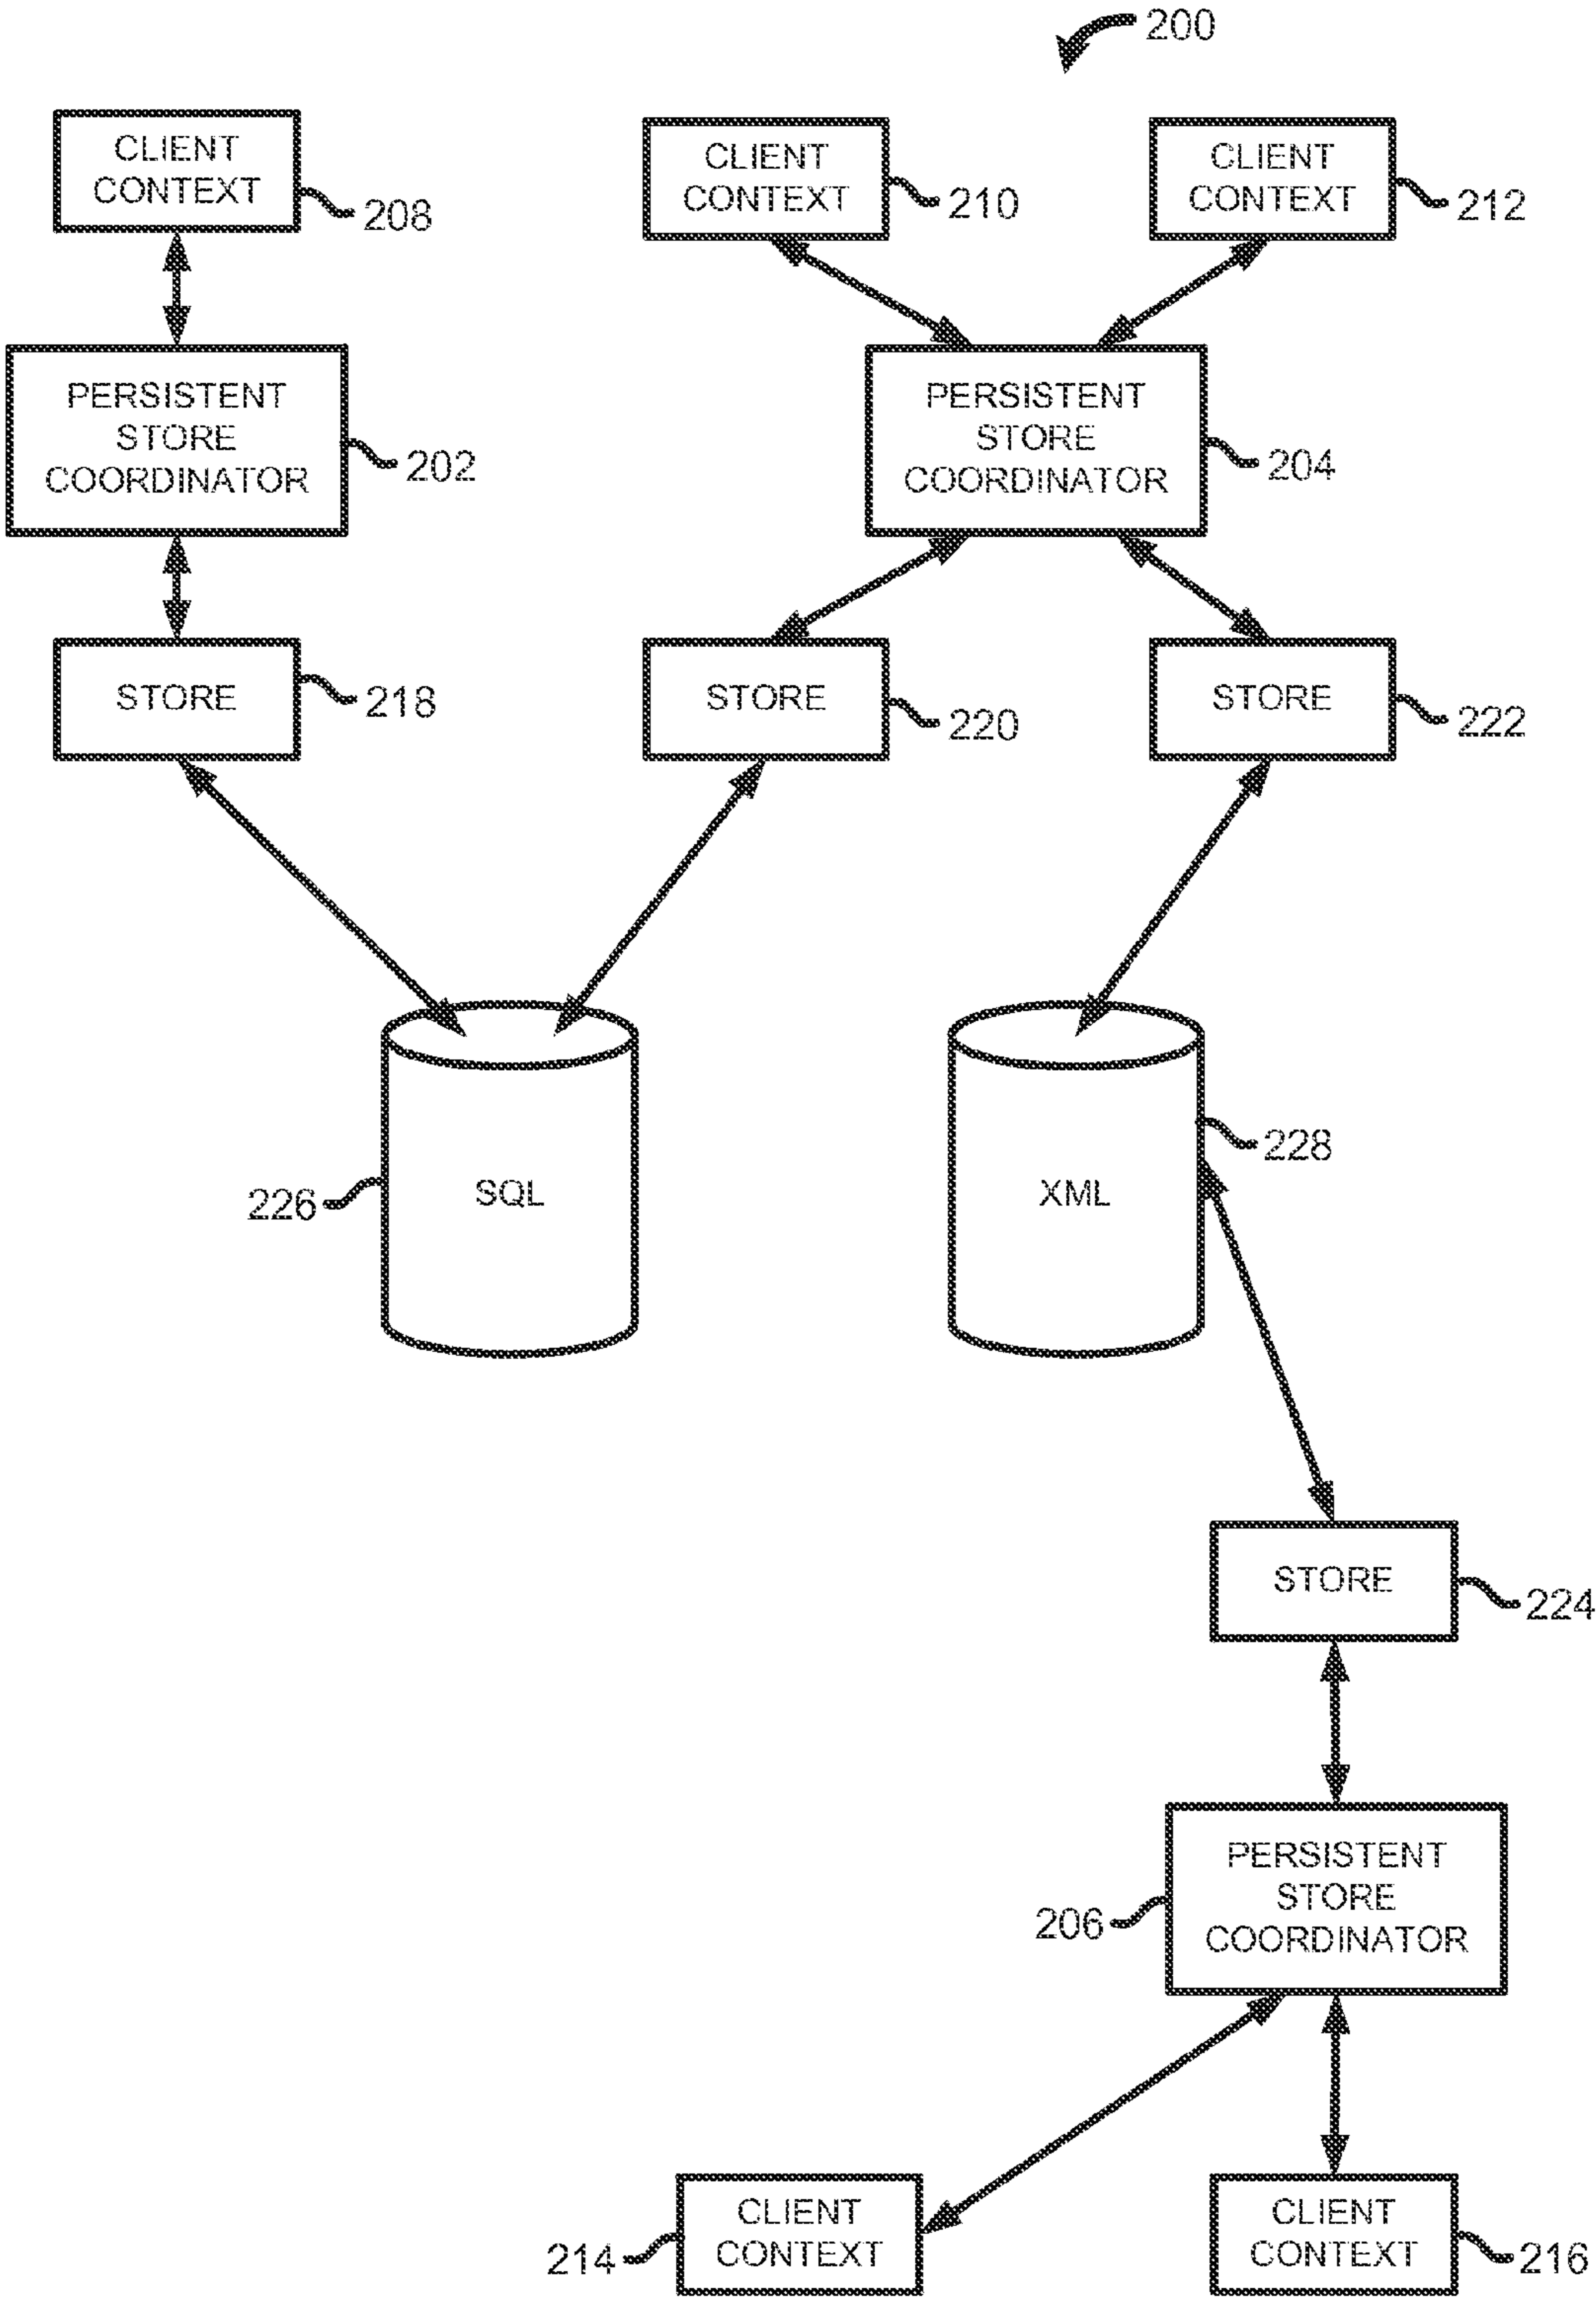 200
CLIENT
CONTEXT
208
CLIENT
CONTEXT
210
CLIENT
CONTEXT
212
PERSISTENT
STORE
COORDINATOR
202
PERSISTENT
STORE
COORDINATOR
204
STORE
218
STORE
220
STORE
222
226
SQL
XML
228
STORE
224
206
PERSISTENT
STORE
COORDINATOR
214
CLIENT
CONTEXT
CLIENT
CONTEXT
216